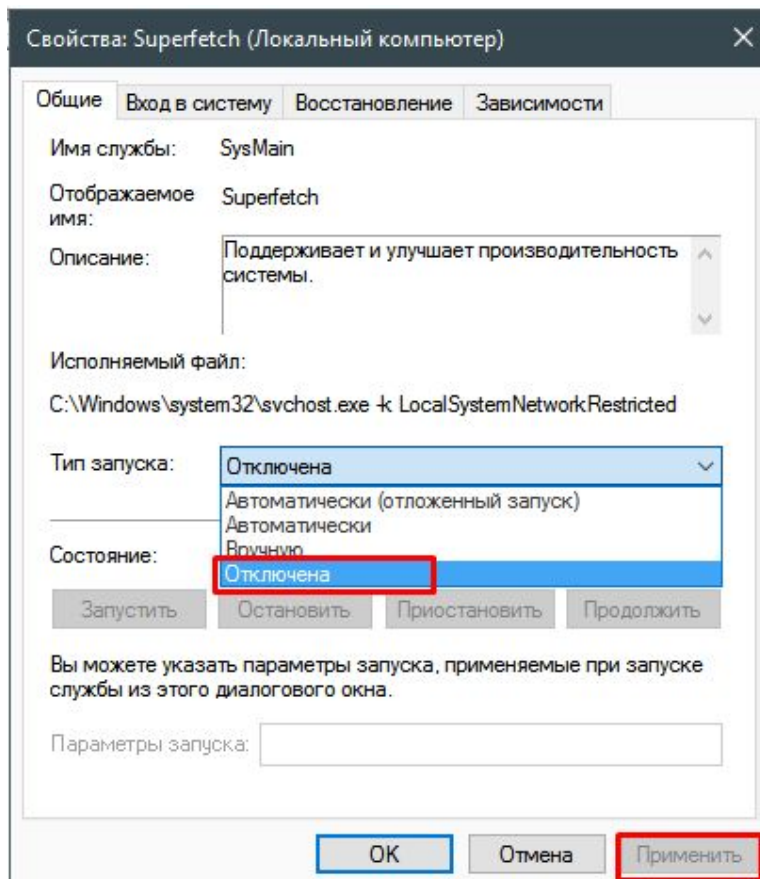 Свойства: Superfetch (Локальный компьютер)
Общие Вход в систему Восстановление Зависимости
Имя службы: SysMain
Отображаемое имя: Superfetch
Описание: Поддерживает и улучшает производительность
системы.
Исполняемый файл:
C:\Windows\system32\svchost.exe -k LocalSystemNetworkRestricted
Тип запуска: Отключена
Автоматически (отложенный запуск)
Автоматически
Вручную
Состояние:
Отключена
Запустить Остановить Приостановить Продолжить
Вы можете указать параметры запуска, применяемые при запуске
службы из этого диалогового окна.
Параметры запуска:
OK Отмена Применить